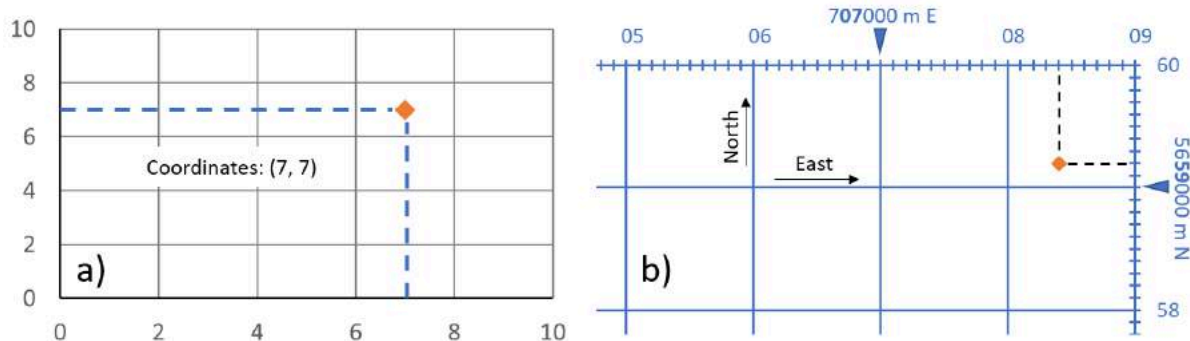 10
8
6
4
2
0
Coordinates: (7, 7)
a)
0 2 4 6 8 10
707000 m E
05 06 08 09
60
North
East
5659000 m N
b)
58